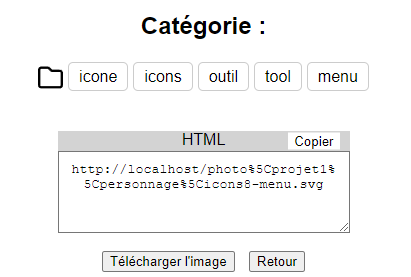 Catégorie :
icone icons outil tool menu
HTML Copier
http://localhost/photo%5Cprojet1%
5Cpersonnage%5Cicons8-menu.svg
Télécharger l'image Retour